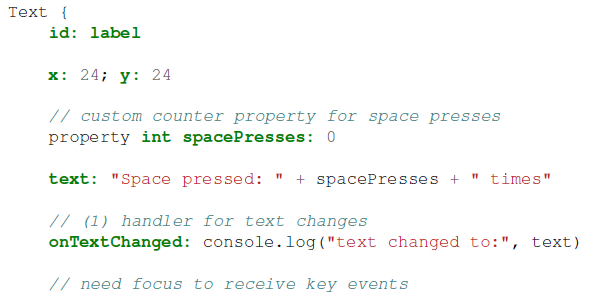 Text {
id: label
x: 24; y: 24
// custom counter property for space presses
property int spacePresses: 0
text: "Space pressed: " + spacePresses + " times"
// (1) handler for text changes
onTextChanged: console.log("text changed to:", text)
// need focus to receive key events